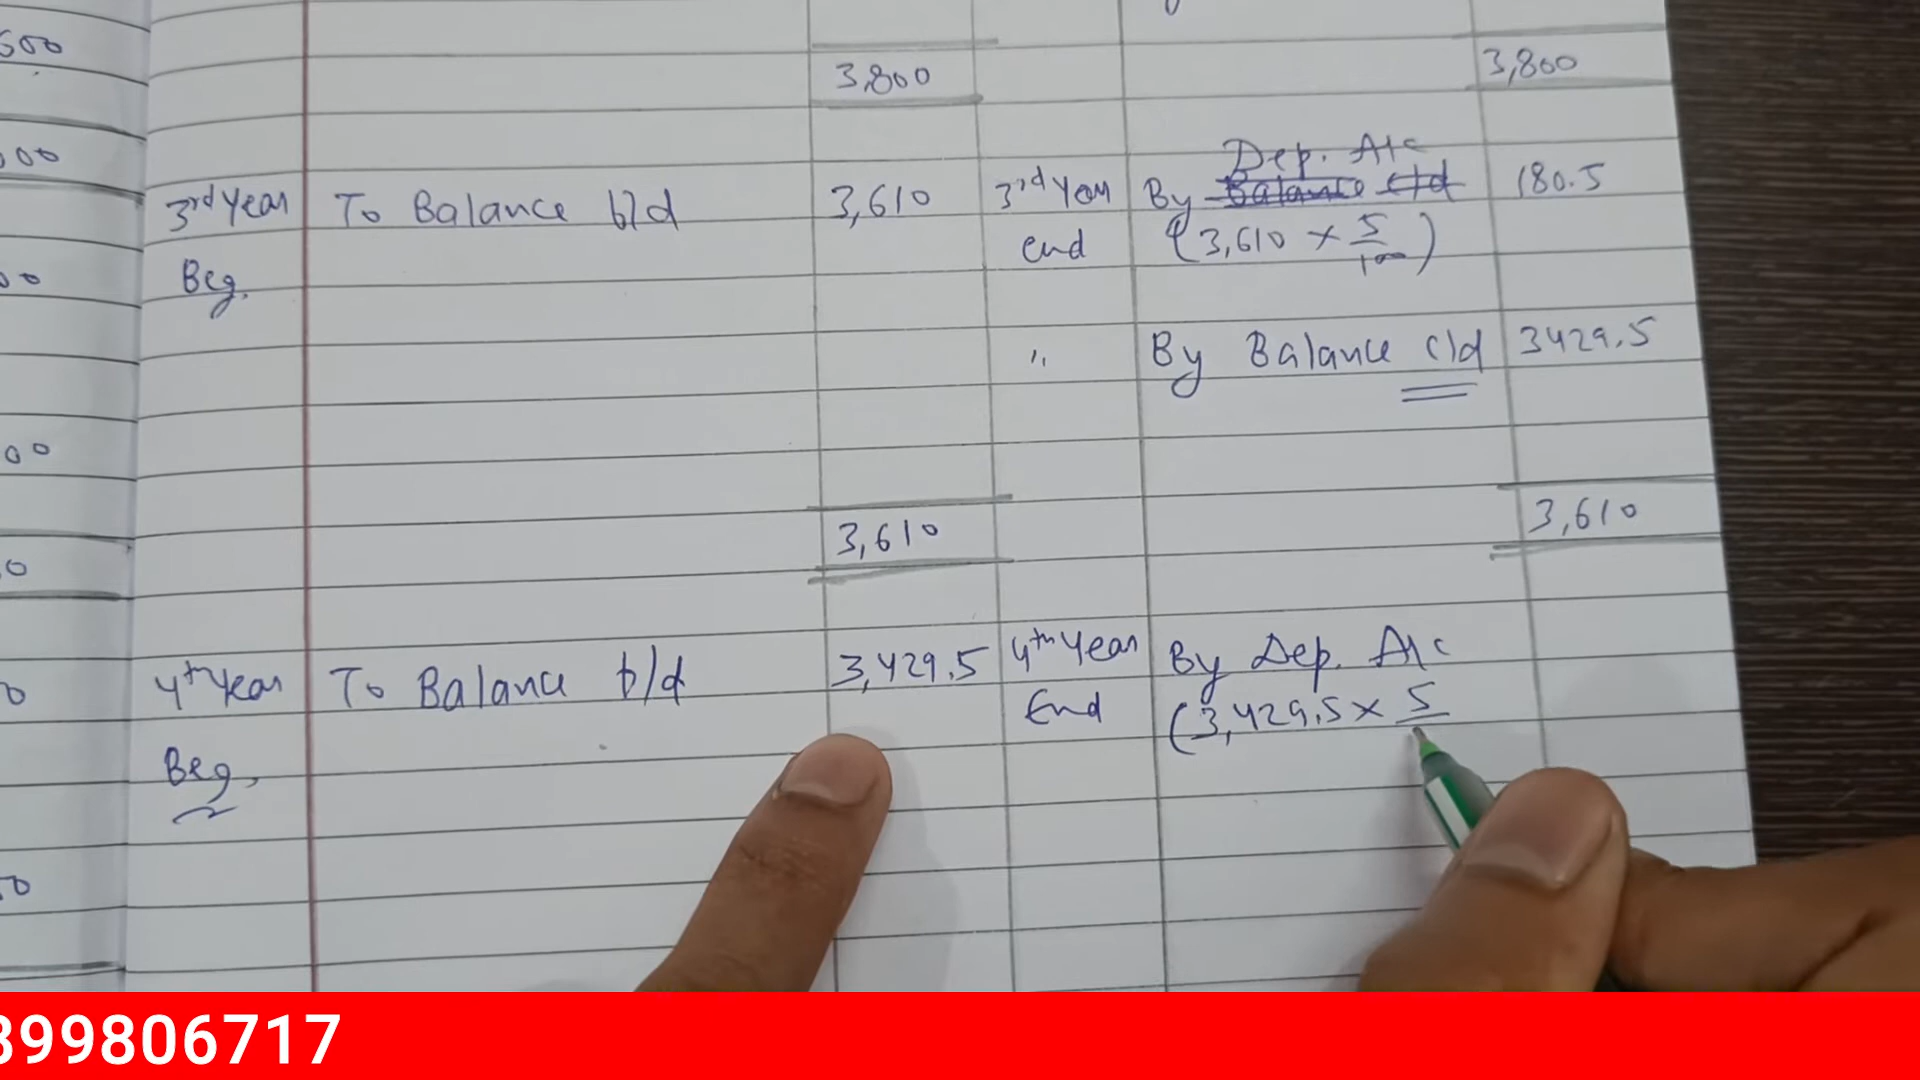 3,800 3,800
Dep. A/c
3rd Year To Balance b/d 3,610 3rd Year By Balance c/d 180.5
Beg. end (3,610 × 5/100)
" By Balance c/d 3429.5
3,610 3,610
4th Year To Balance b/d 3,429.5 4th Year By Dep. A/c
Beg. End (3,429.5 × 5
399806717